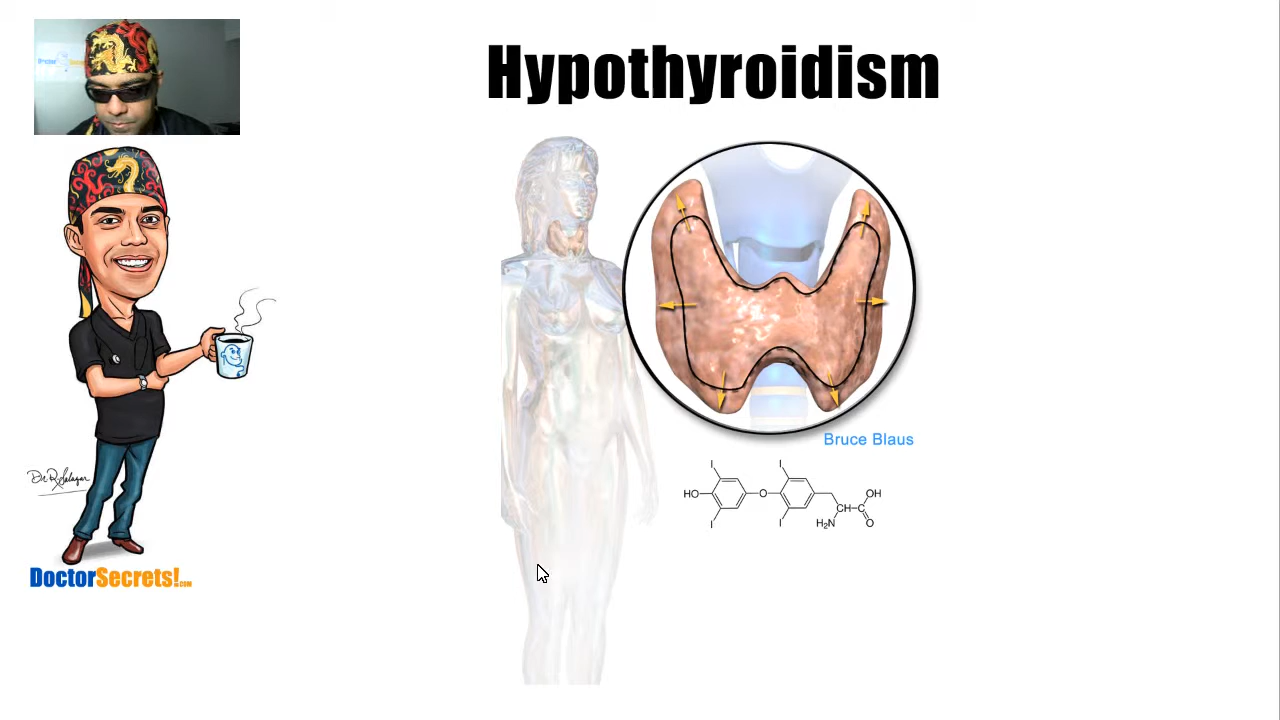 Hypothyroidism
Bruce Blaus
I I
HO O OH
CH C
I I H₂N O
DoctorSecrets!.com